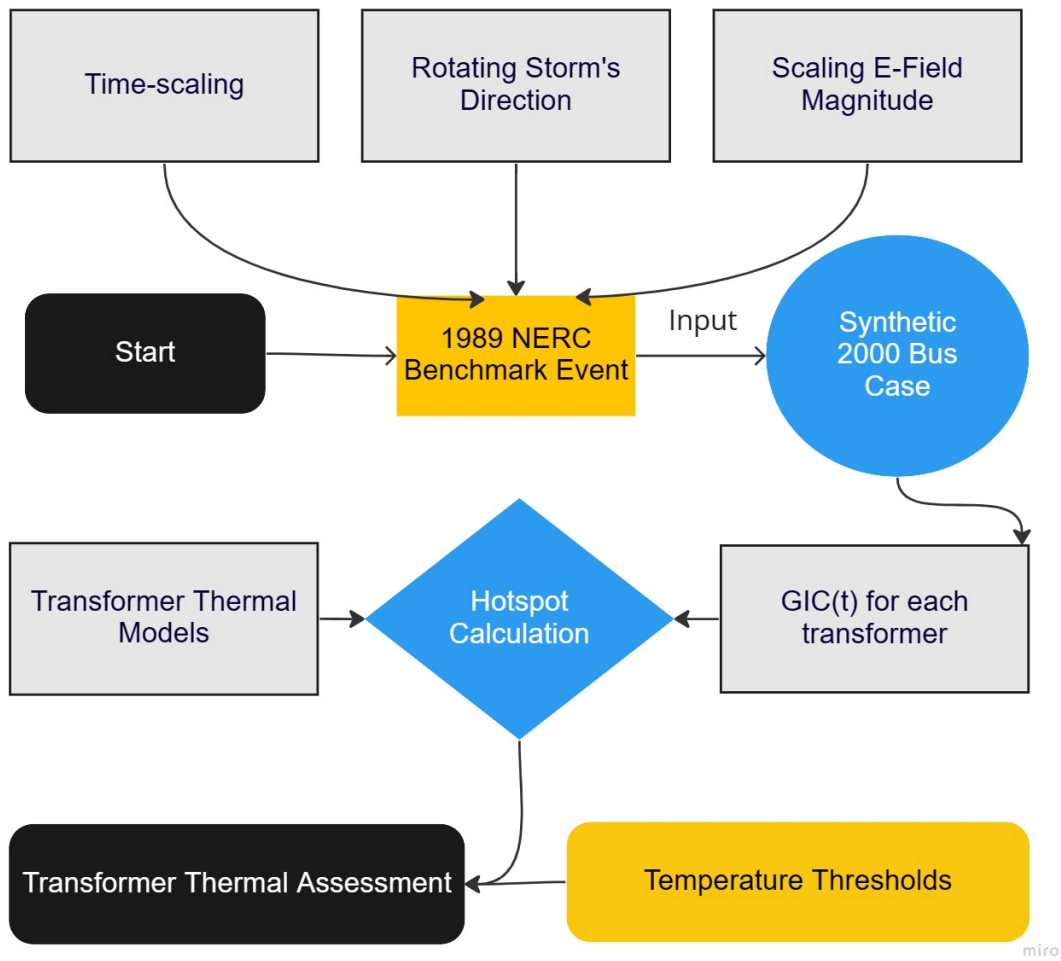 Time-scaling
Rotating Storm's
Direction
Scaling E-Field
Magnitude
Start
1989 NERC
Benchmark Event
Input
Synthetic
2000 Bus
Case
Transformer Thermal
Models
Hotspot
Calculation
GIC(t) for each
transformer
Transformer Thermal Assessment
Temperature Thresholds
miro